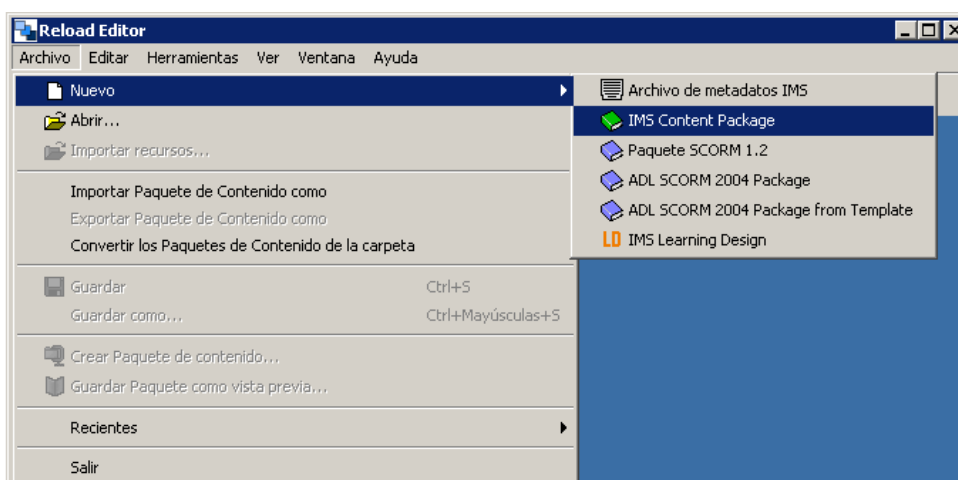 Reload Editor
Archivo Editar Herramientas Ver Ventana Ayuda
Nuevo
Abrir...
Importar recursos...
Importar Paquete de Contenido como
Exportar Paquete de Contenido como
Convertir los Paquetes de Contenido de la carpeta
Guardar Ctrl+S
Guardar como... Ctrl+Mayúsculas+S
Crear Paquete de contenido...
Guardar Paquete como vista previa...
Recientes
Salir
Archivo de metadatos IMS
IMS Content Package
Paquete SCORM 1.2
ADL SCORM 2004 Package
ADL SCORM 2004 Package from Template
LD IMS Learning Design